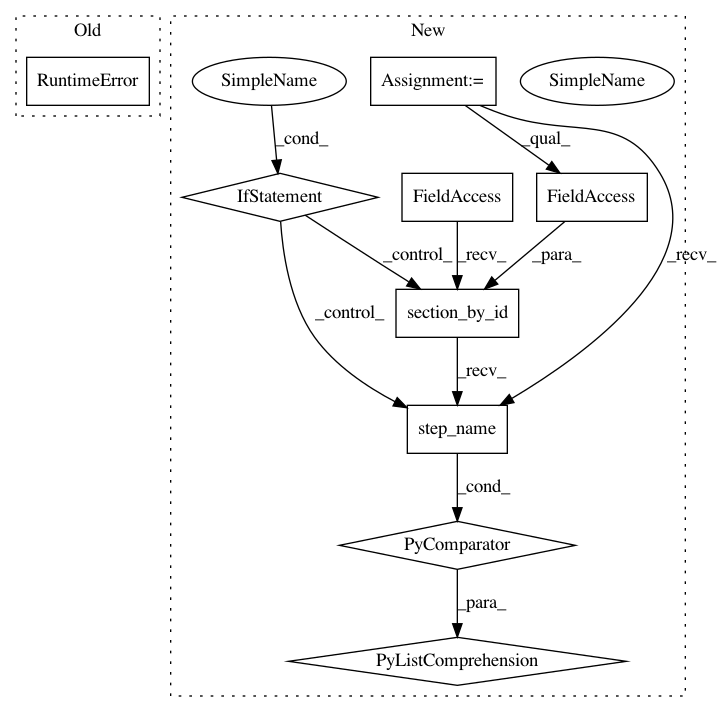 Old
New
RuntimeError
SimpleName
Assignment:=
SimpleName
_cond_
_qual_
IfStatement
FieldAccess
FieldAccess
_control_
_recv_
_para_
_recv_
section_by_id
_control_
_recv_
step_name
_cond_
PyComparator
_para_
PyListComprehension